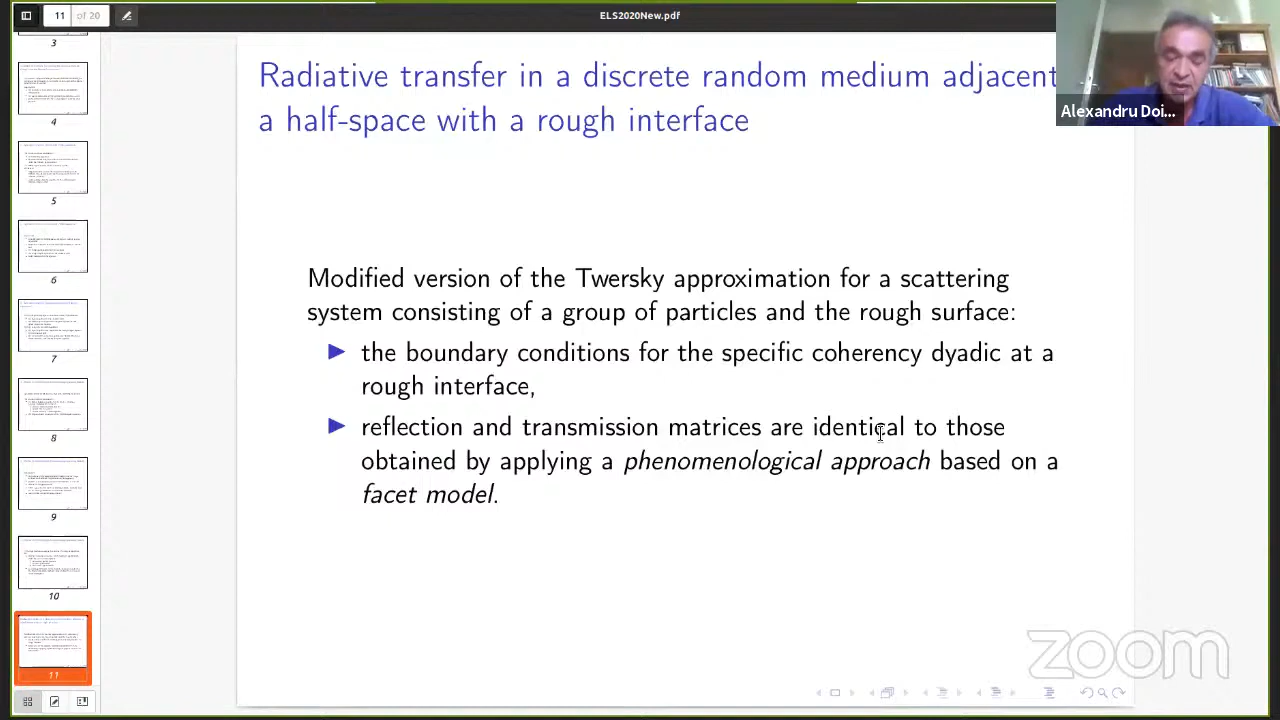 11 of 20
ELS2020New.pdf
3
4
5
6
7
8
9
10
11
Radiative transfer in a discrete random medium adjacent
a half-space with a rough interface
Alexandru Doi...
Modified version of the Twersky approximation for a scattering
system consisting of a group of particles and the rough surface:
the boundary conditions for the specific coherency dyadic at a
rough interface,
reflection and transmission matrices are identical to those
obtained by applying a phenomenological approach based on a
facet model.
zoom